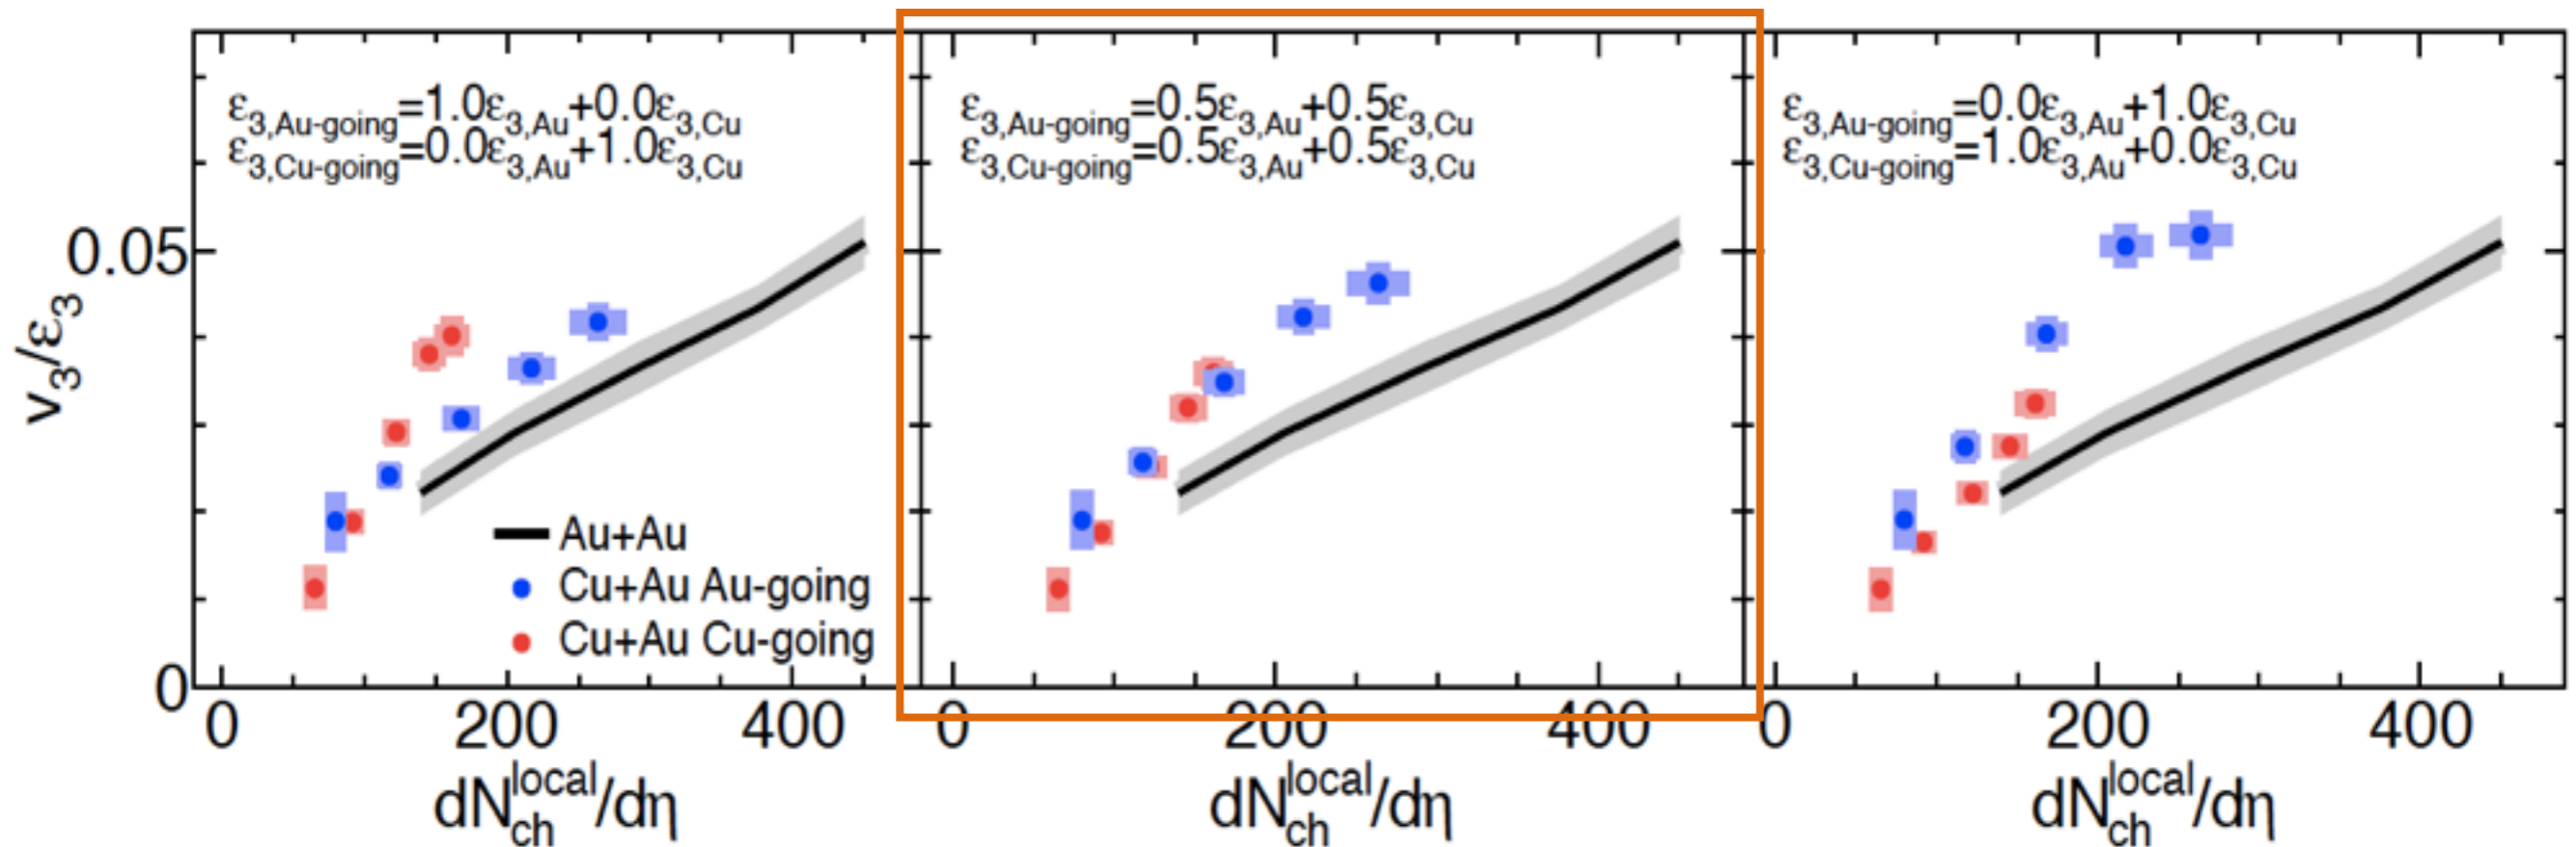 ε3,Au-going=1.0ε3,Au+0.0ε3,Cu
ε3,Cu-going=0.0ε3,Au+1.0ε3,Cu
ε3,Au-going=0.5ε3,Au+0.5ε3,Cu
ε3,Cu-going=0.5ε3,Au+0.5ε3,Cu
ε3,Au-going=0.0ε3,Au+1.0ε3,Cu
ε3,Cu-going=1.0ε3,Au+0.0ε3,Cu
0.05
v3/ε3
Au+Au
Cu+Au Au-going
Cu+Au Cu-going
0
0 200 400
0 200 400
0 200 400
dNchlocal/dη
dNchlocal/dη
dNchlocal/dη